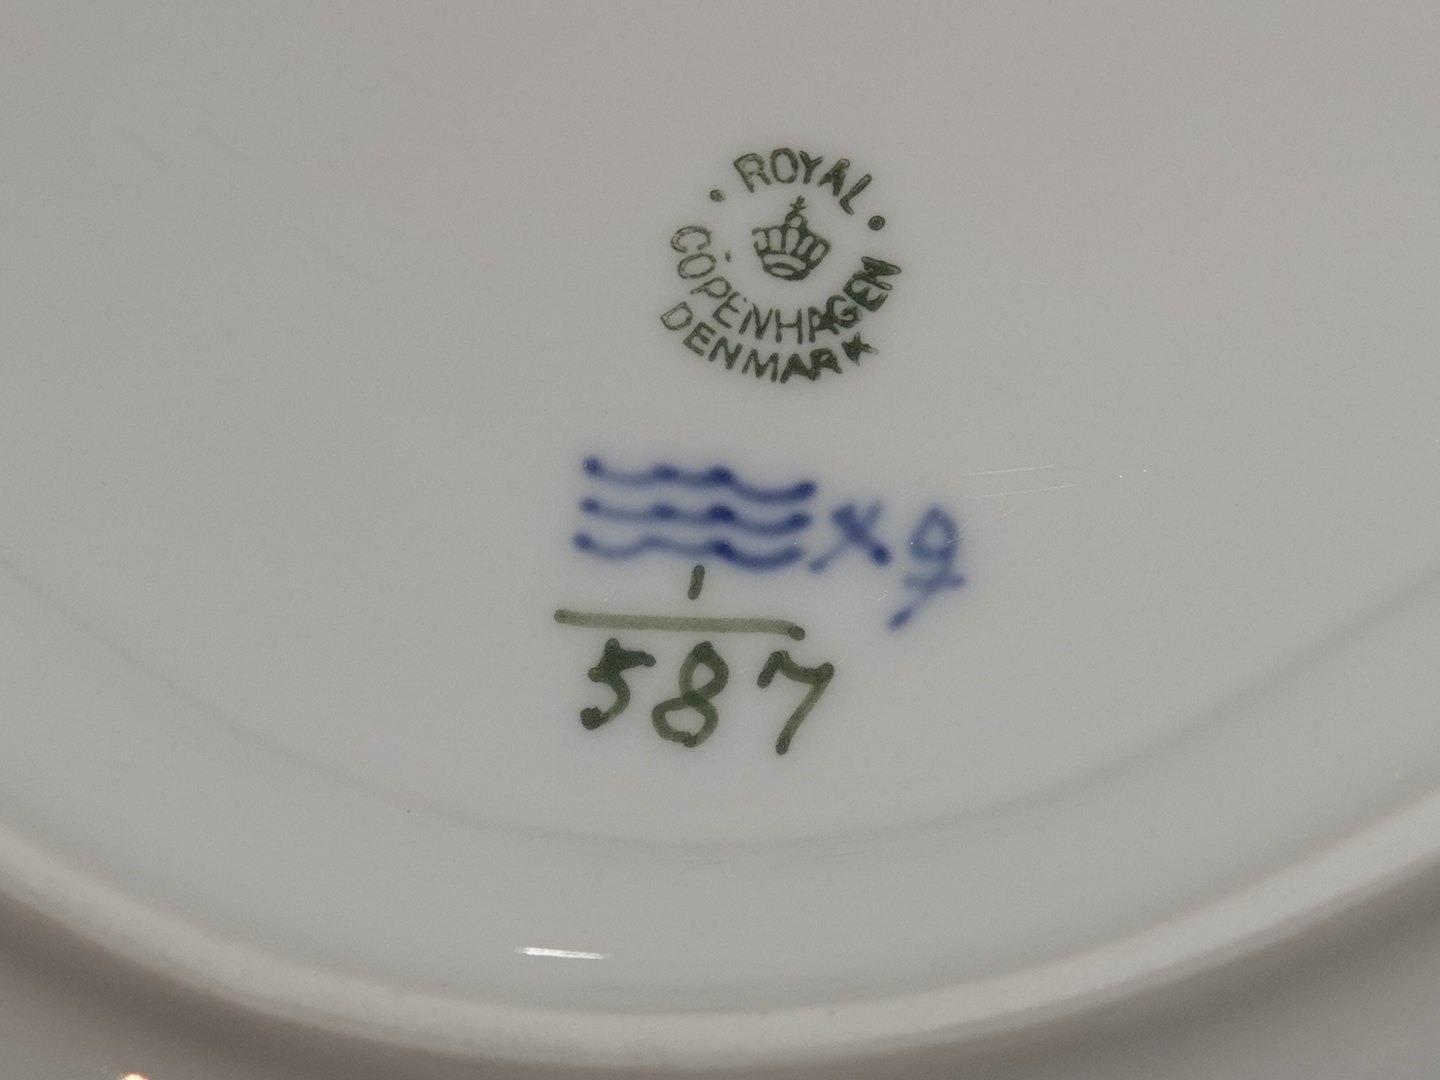 ROYAL
COPENHAGEN
DENMARK
1
587